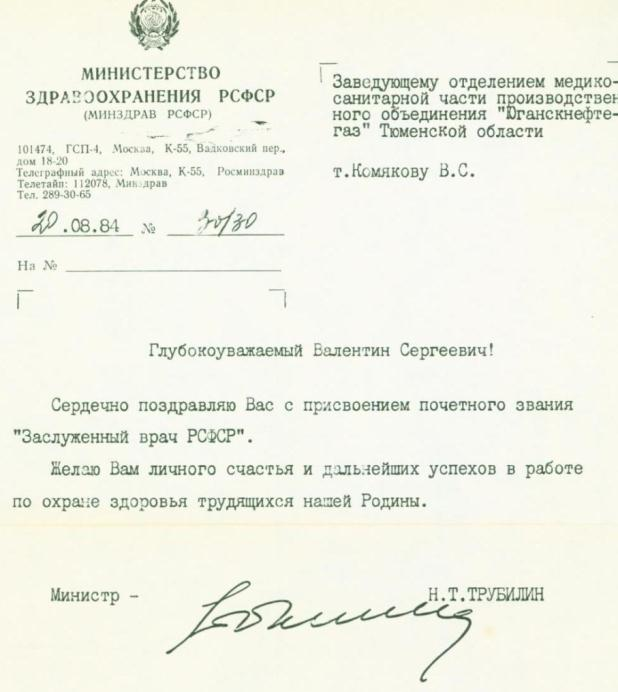 МИНИСТЕРСТВО
ЗДРАВООХРАНЕНИЯ РСФСР
(МИНЗДРАВ РСФСР)
101474, ГСП-4, Москва, К-55, Вадковский пер.,
дом 18-20
Телеграфный адрес: Москва, К-55, Росминздрав
Телетайп: 112078, Минздрав
Тел. 289-30-65
20.08.84 № 30/30
На №
Заведующему отделением медико-
санитарной части производствен
ного объединения "Юганскнефте-
газ" Тюменской области
т.Комякову В.С.
Глубокоуважаемый Валентин Сергеевич!
Сердечно поздравляю Вас с присвоением почетного звания
"Заслуженный врач РСФСР".
Желаю Вам личного счастья и дальнейших успехов в работе
по охране здоровья трудящихся нашей Родины.
Министр - Н.Т.ТРУБИЛИН